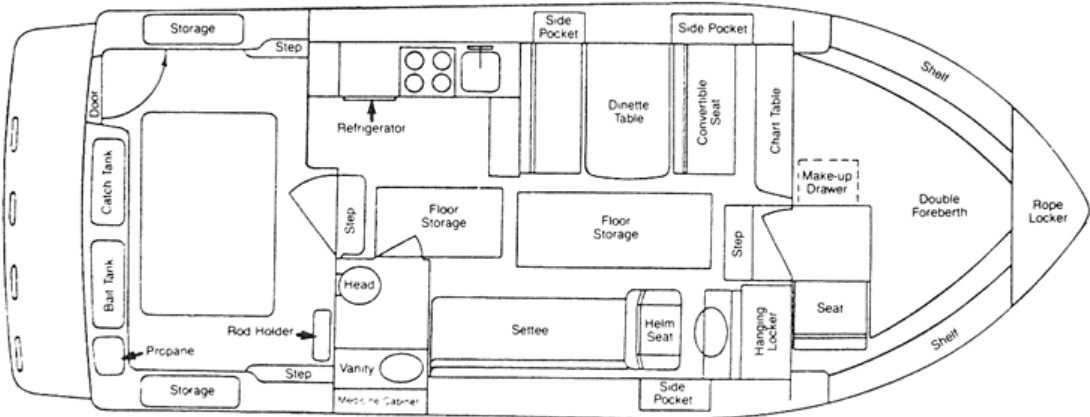 Storage
Step
Side
Pocket
Side Pocket
Shelf
Door
Refrigerator
Dinette
Table
Convertible
Seat
Chart Table
Make-up
Drawer
Double
Foreberth
Rope
Locker
Catch Tank
Step
Floor
Storage
Floor
Storage
Step
Bait Tank
Head
Rod Holder
Settee
Helm
Seat
Hanging
Locker
Seat
Shelf
Propane
Vanity
Step
Storage
Medicine Cabinet
Side
Pocket